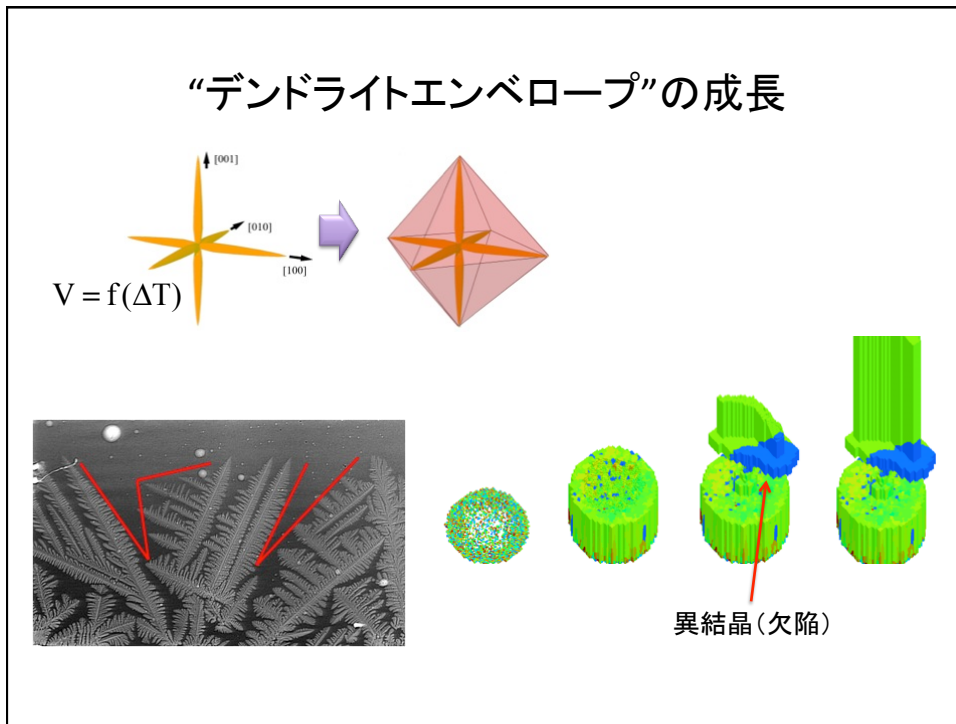 “デンドライトエンベロープ”の成長
[001]
[010]
[100]
V = f(ΔT)
異結晶(欠陥)